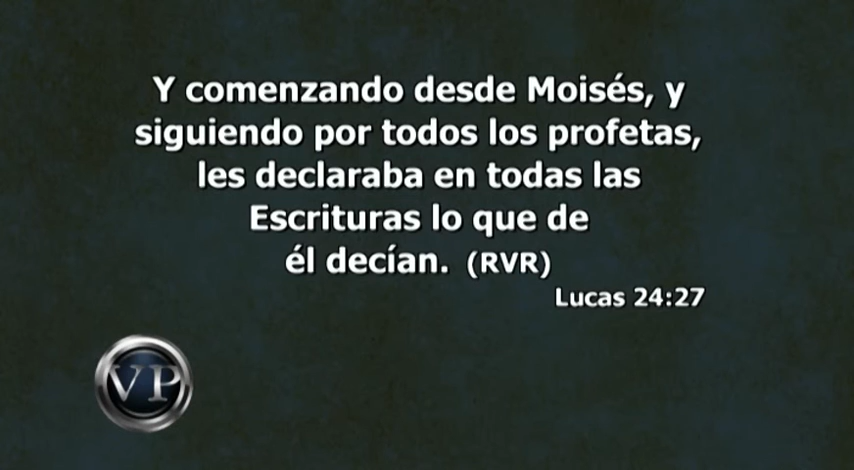 Y comenzando desde Moisés, y
siguiendo por todos los profetas,
les declaraba en todas las
Escrituras lo que de
él decían. (RVR)
Lucas 24:27
VP